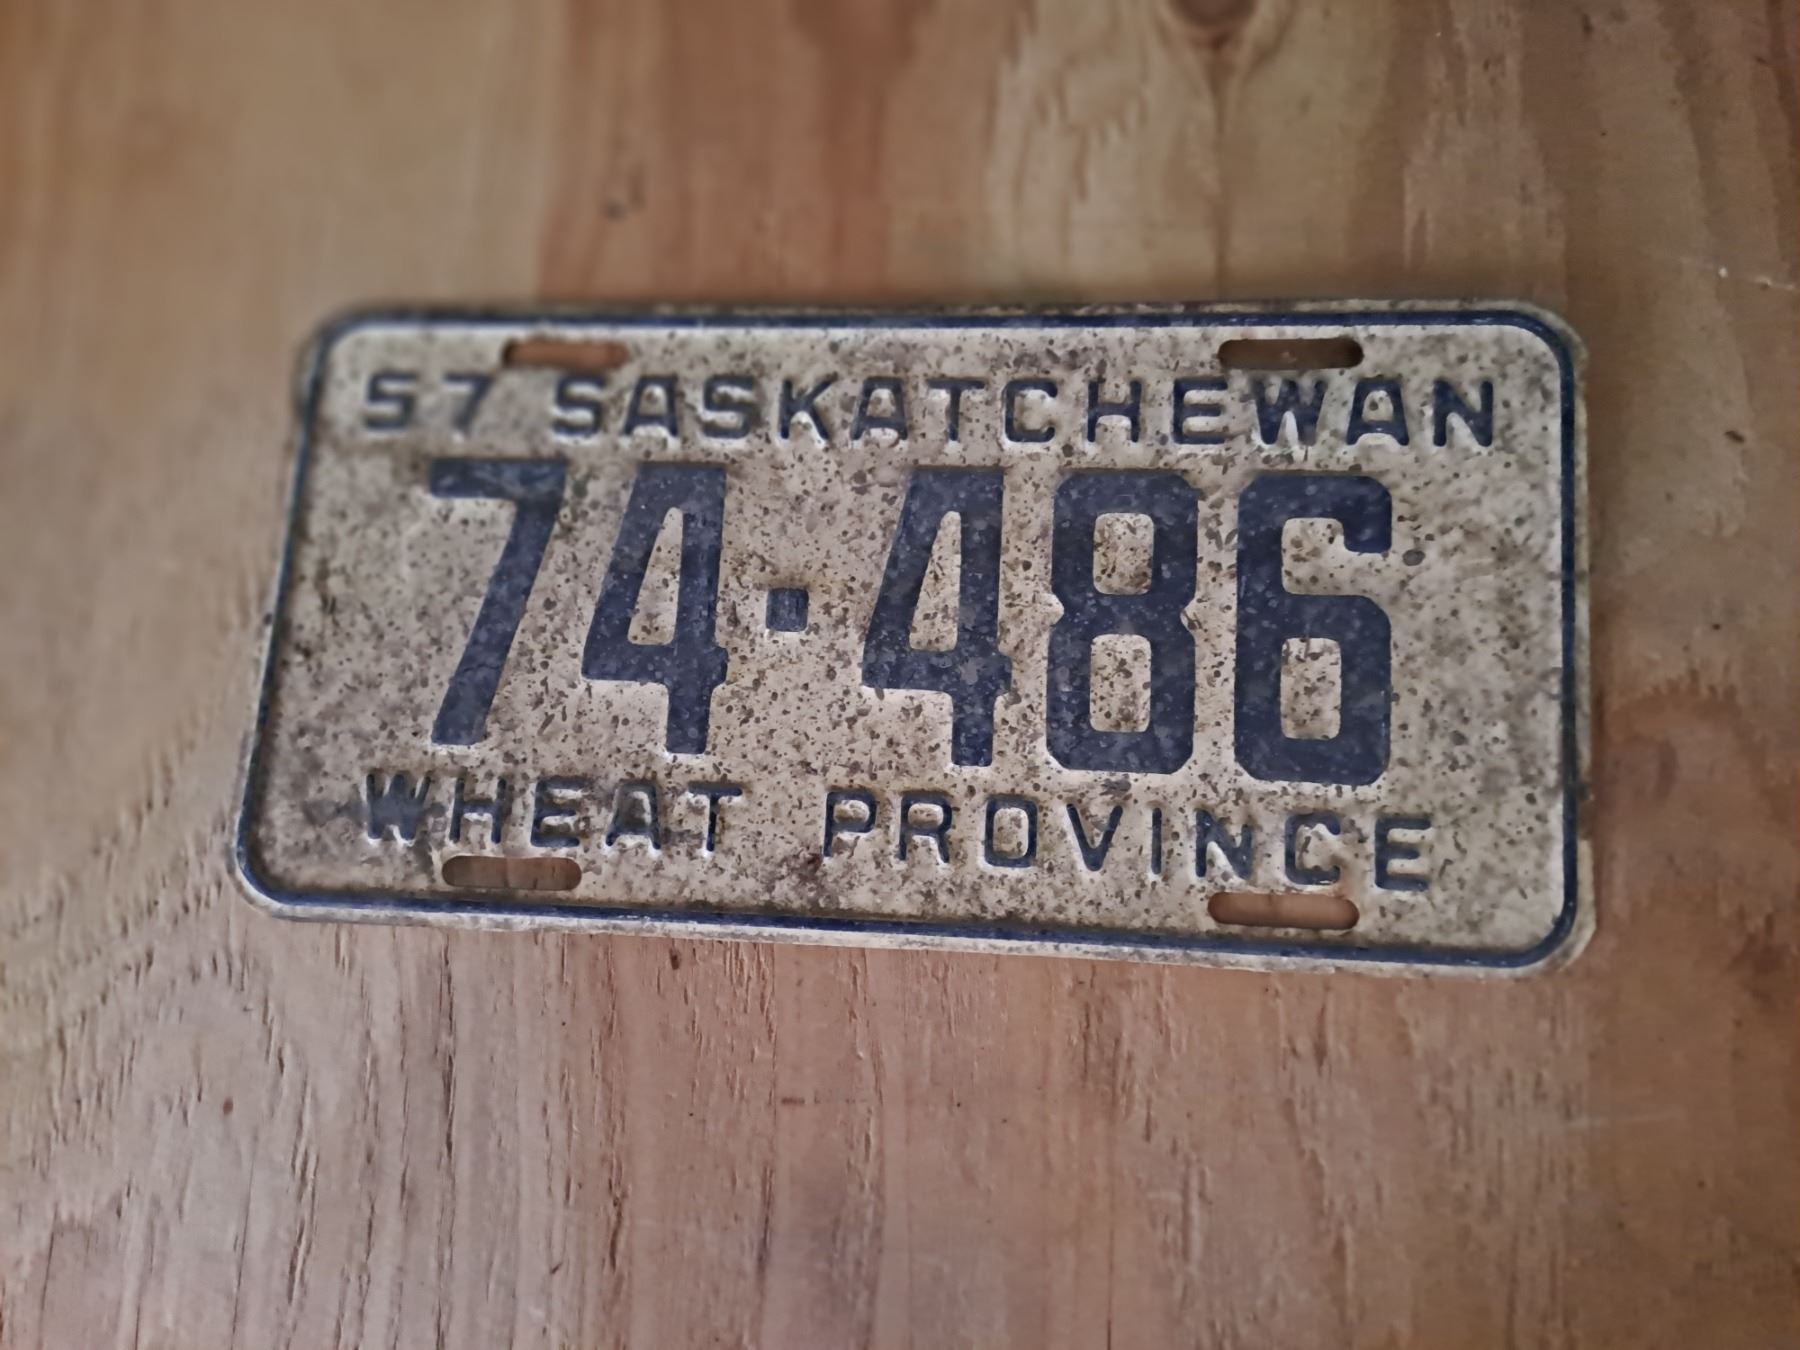 57 SASKATCHEWAN
74·486
WHEAT PROVINCE